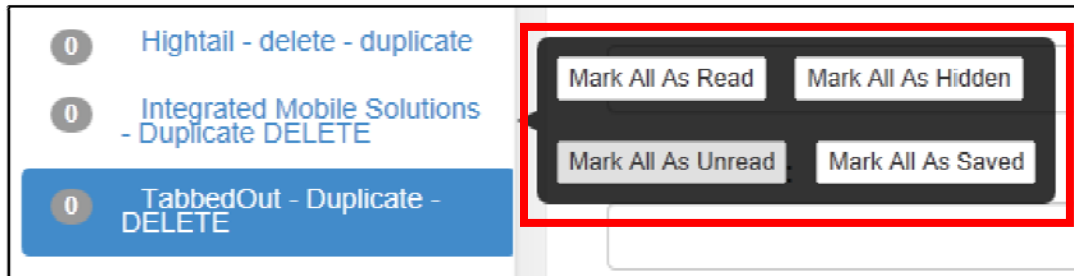 0 Hightail - delete - duplicate
0 Integrated Mobile Solutions
- Duplicate DELETE
0 TabbedOut - Duplicate -
DELETE
Mark All As Read Mark All As Hidden
Mark All As Unread : Mark All As Saved